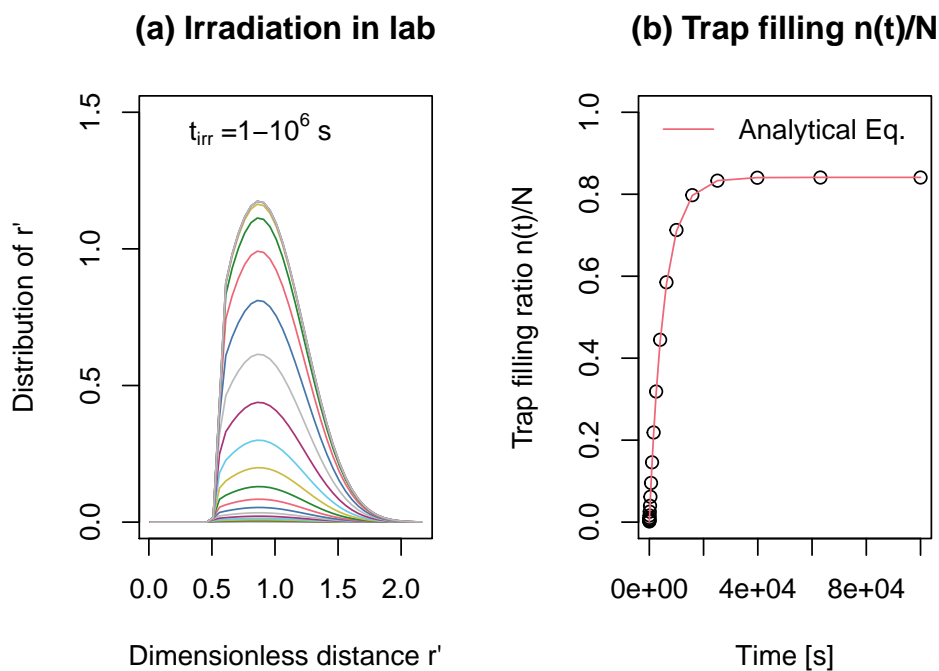 (a) Irradiation in lab
Distribution of r'
1.5
1.0
0.5
0.0
t_irr =1−10^6 s
0.0 0.5 1.0 1.5 2.0
Dimensionless distance r'
(b) Trap filling n(t)/N
Trap filling ratio n(t)/N
1.0
0.8
0.6
0.4
0.2
0.0
Analytical Eq.
0e+00 4e+04 8e+04
Time [s]